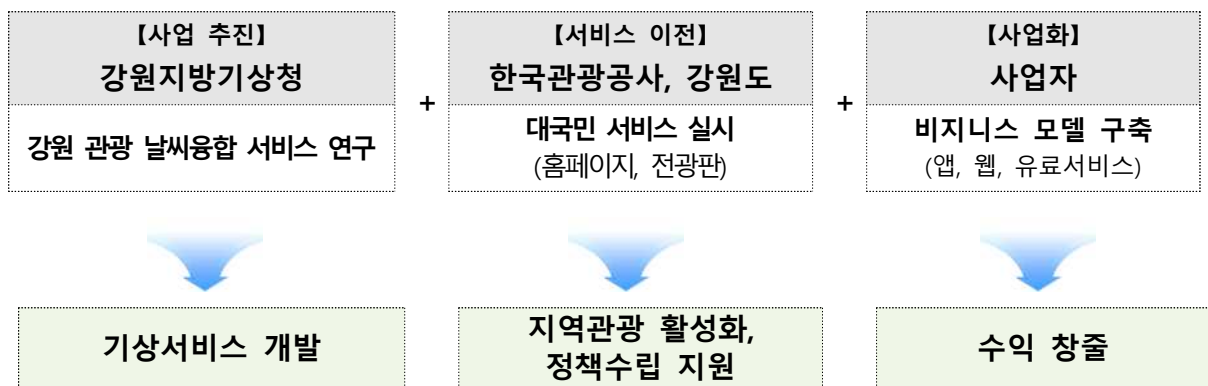 【사업 추진】
강원지방기상청
강원 관광 날씨융합 서비스 연구
+
【서비스 이전】
한국관광공사, 강원도
대국민 서비스 실시
(홈페이지, 전광판)
+
【사업화】
사업자
비지니스 모델 구축
(앱, 웹, 유료서비스)
기상서비스 개발
지역관광 활성화,
정책수립 지원
수익 창줄